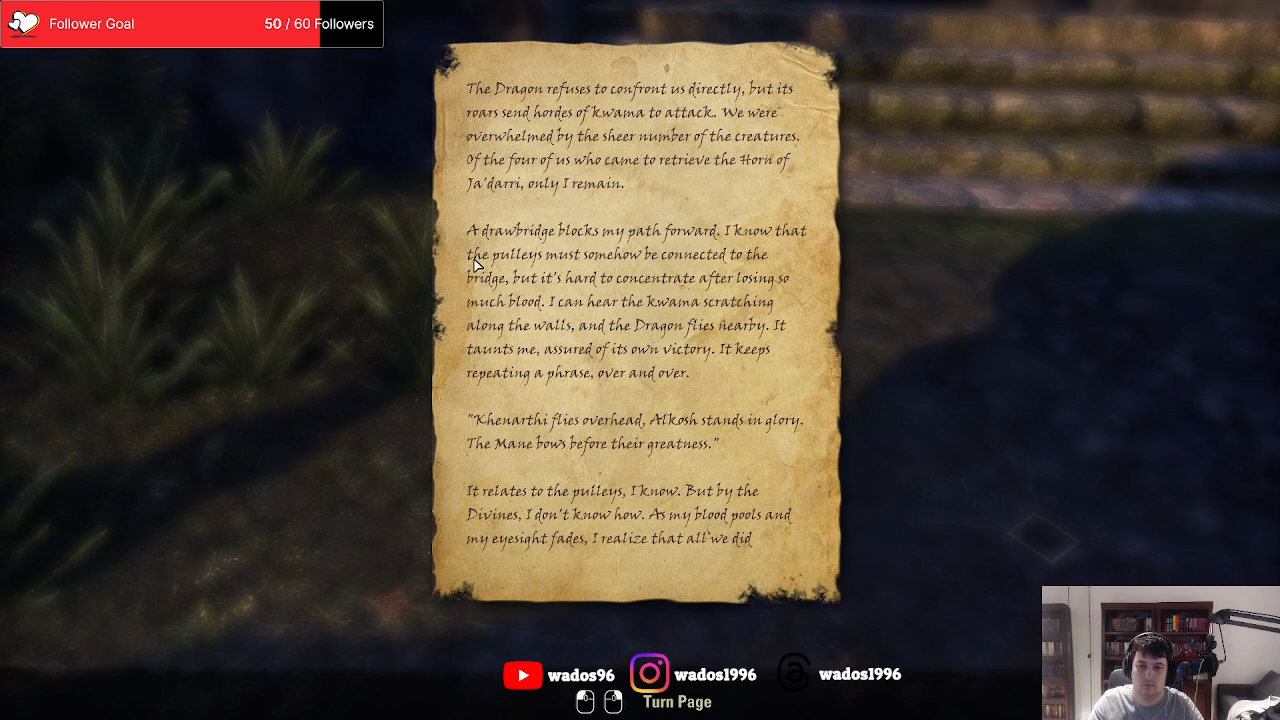 Follower Goal
50 / 60 Followers
The Dragon refuses to confront us directly, but its
roars send hordes of kwama to attack. We were
overwhelmed by the sheer number of the creatures.
Of the four of us who came to retrieve the Horn of
Ja'darri, only I remain.
A drawbridge blocks my path forward. I know that
the pulleys must somehow be connected to the
bridge, but it's hard to concentrate after losing so
much blood. I can hear the kwama scratching
along the walls, and the Dragon flies nearby. It
taunts me, assured of its own victory. It keeps
repeating a phrase, over and over.
"Khenarthi flies overhead, Alkosh stands in glory.
The Mane bows before their greatness."
It relates to the pulleys, I know. But by the
Divines, I don't know how. As my blood pools and
my eyesight fades, I realize that all we did
wados96 wados1996 wados1996
Turn Page